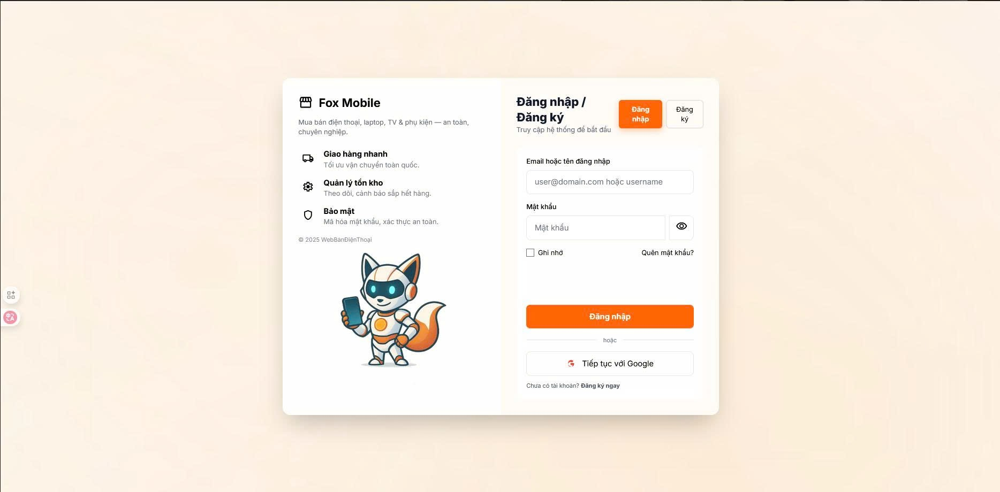 Fox Mobile
Mua bán điện thoại, laptop, TV & phụ kiện — an toàn,
chuyên nghiệp.
Giao hàng nhanh
Tối ưu vận chuyển toàn quốc.
Quản lý tồn kho
Theo dõi, cảnh báo sắp hết hàng.
Bảo mật
Mã hóa mật khẩu, xác thực an toàn.
© 2025 WebBánĐiệnThoại
Đăng nhập /
Đăng ký
Truy cập hệ thống để bắt đầu
Đăng
nhập
Đăng
ký
Email hoặc tên đăng nhập
user@domain.com hoặc username
Mật khẩu
Mật khẩu
Ghi nhớ
Quên mật khẩu?
Đăng nhập
hoặc
Tiếp tục với Google
Chưa có tài khoản? Đăng ký ngay